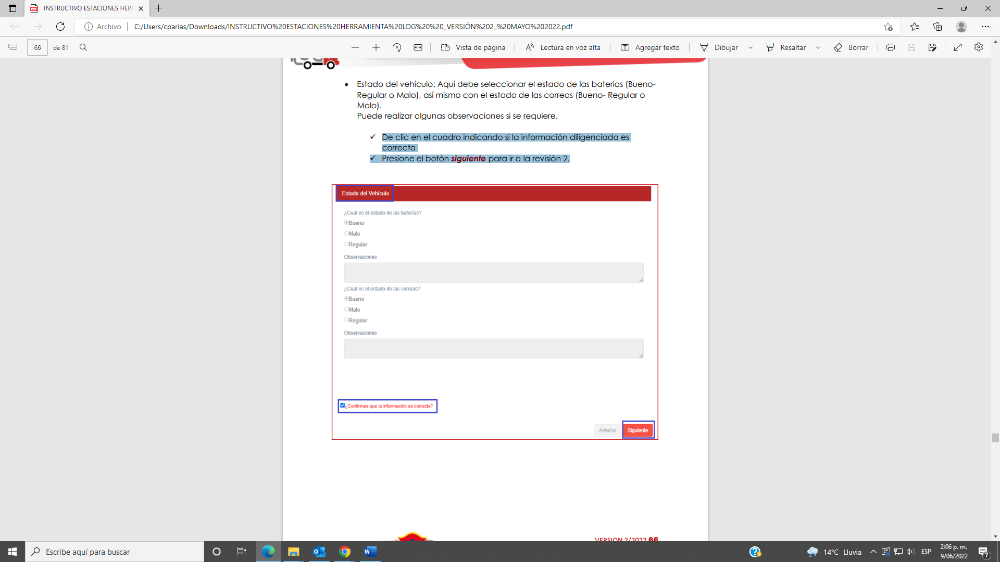 INSTRUCTIVO ESTACIONES HER
Archivo
C:/Users/cparias/Downloads/INSTRUCTIVO%20ESTACIONES%20HERRAMIENTA%20LOG%20%20_VERSIÓN%202_%20MAYO%202022.pdf
66 de 81
Vista de página
Lectura en voz alta
Agregar texto
Dibujar
Resaltar
Borrar
• Estado del vehículo: Aquí debe seleccionar el estado de las baterías (Bueno-
Regular o Malo), así mismo con el estado de las correas (Bueno- Regular o
Malo).
Puede realizar algunas observaciones si se requiere.
✓ De clic en el cuadro indicando si la información diligenciada es
correcta
✓ Presione el botón siguiente para ir a la revisión 2.
Estado del Vehículo
¿Cual es el estado de las baterías?
Bueno
Malo
Regular
Observaciones
¿Cual es el estado de las correas?
Bueno
Malo
Regular
Observaciones
¿Confirmas que la información es correcta?
Anterior
Siguiente
VERSION 2/2022 66
Escribe aquí para buscar
14°C Lluvia
ESP
2:06 p. m.
9/06/2022
7